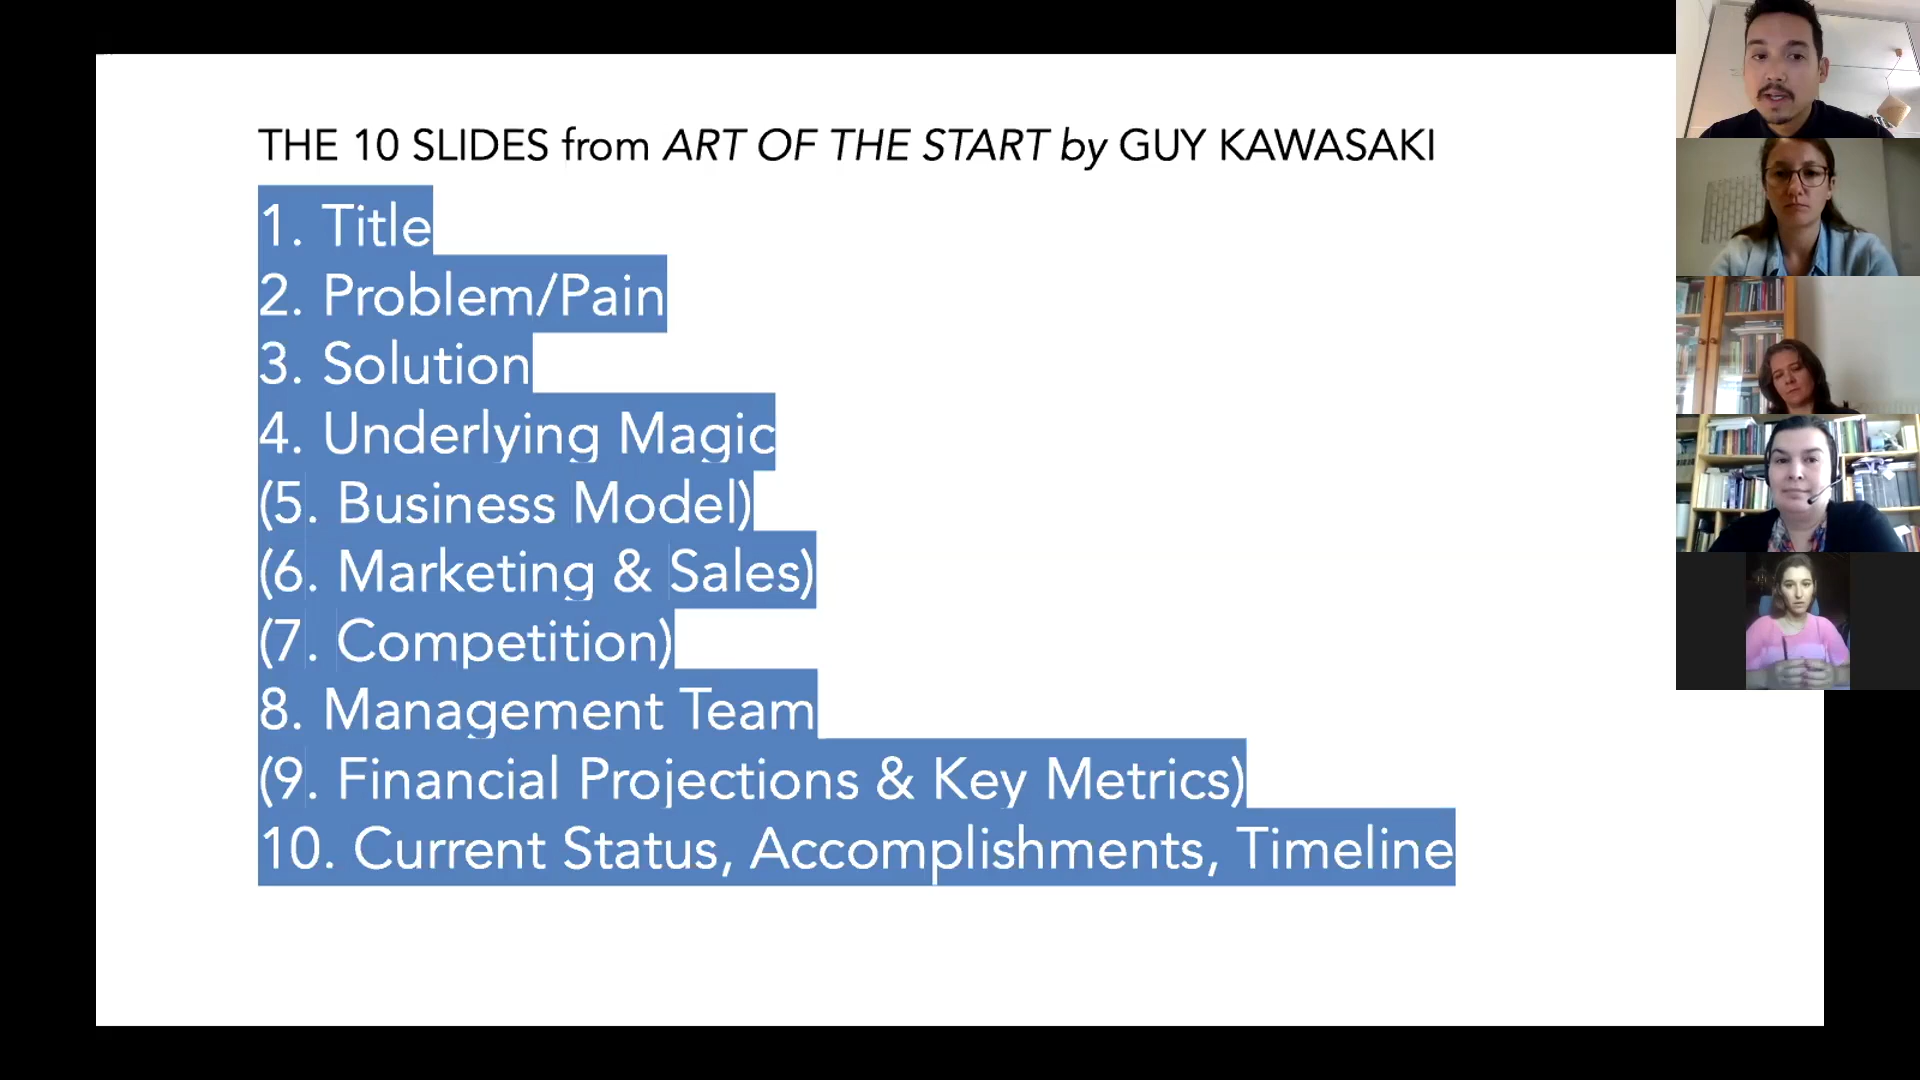 THE 10 SLIDES from ART OF THE START by GUY KAWASAKI
1. Title
2. Problem/Pain
3. Solution
4. Underlying Magic
(5. Business Model)
(6. Marketing & Sales)
(7. Competition)
8. Management Team
(9. Financial Projections & Key Metrics)
10. Current Status, Accomplishments, Timeline